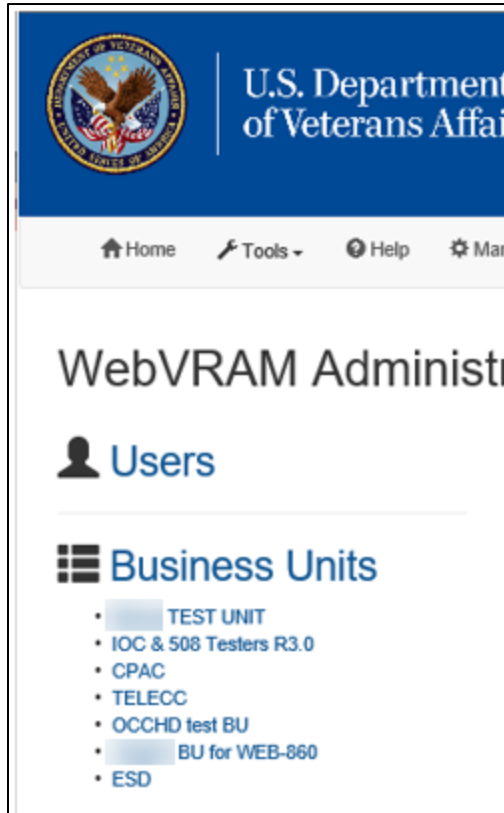 U.S. Department
of Veterans Affai
Home Tools Help Mar
WebVRAM Administr
Users
Business Units
TEST UNIT
IOC & 508 Testers R3.0
CPAC
TELECC
OCCHD test BU
BU for WEB-860
ESD